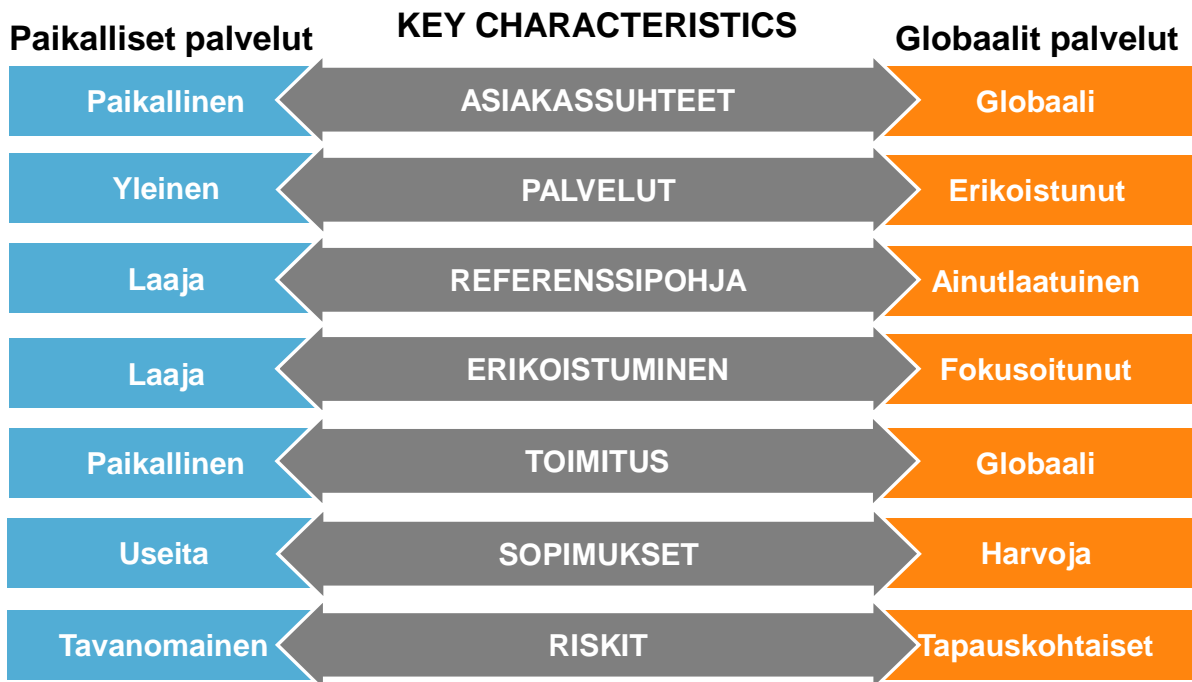 KEY CHARACTERISTICS
Paikalliset palvelut
Globaalit palvelut
Paikallinen
ASIAKASSUHTEET
Globaali
Yleinen
PALVELUT
Erikoistunut
Laaja
REFERENSSIPOHJA
Ainutlaatuinen
Laaja
ERIKOISTUMINEN
Fokusoitunut
Paikallinen
TOIMITUS
Globaali
Useita
SOPIMUKSET
Harvoja
Tavanomainen
RISKIT
Tapauskohtaiset